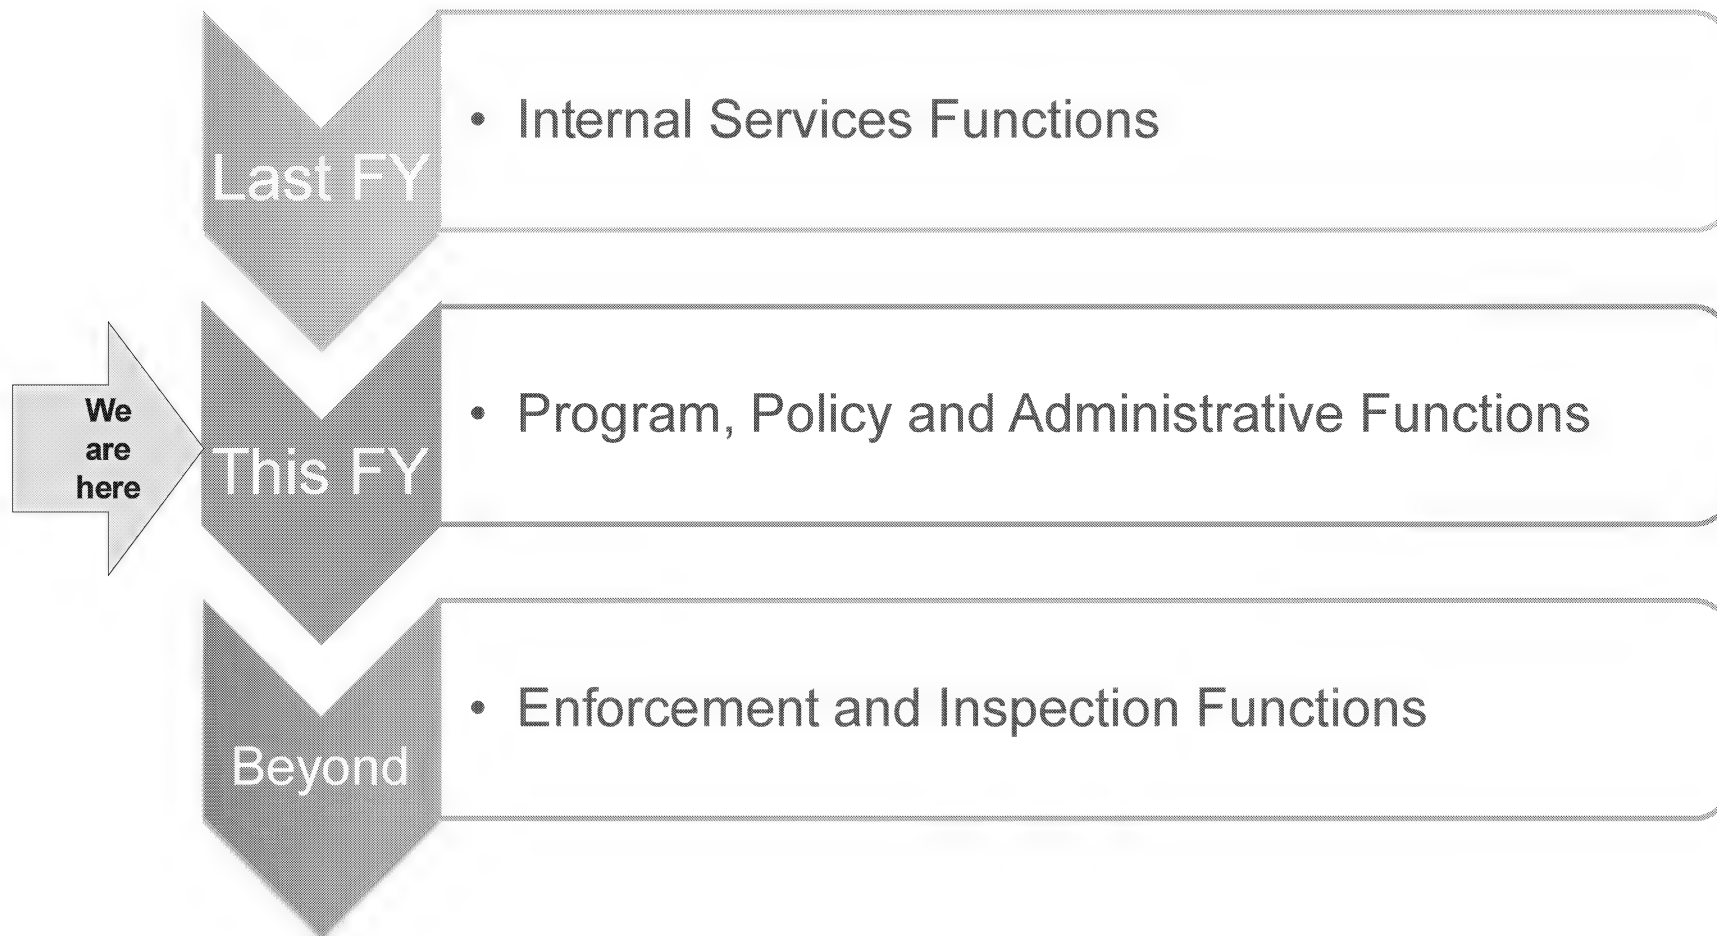 Last FY
• Internal Services Functions
We
are
here
This FY
• Program, Policy and Administrative Functions
Beyond
• Enforcement and Inspection Functions